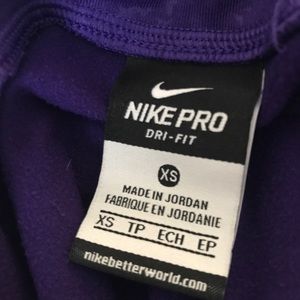 NIKE PRO
DRI-FIT
XS
MADE IN JORDAN
FABRIQUE EN JORDANIE
XS TP ECH EP
nikebetterworld.com